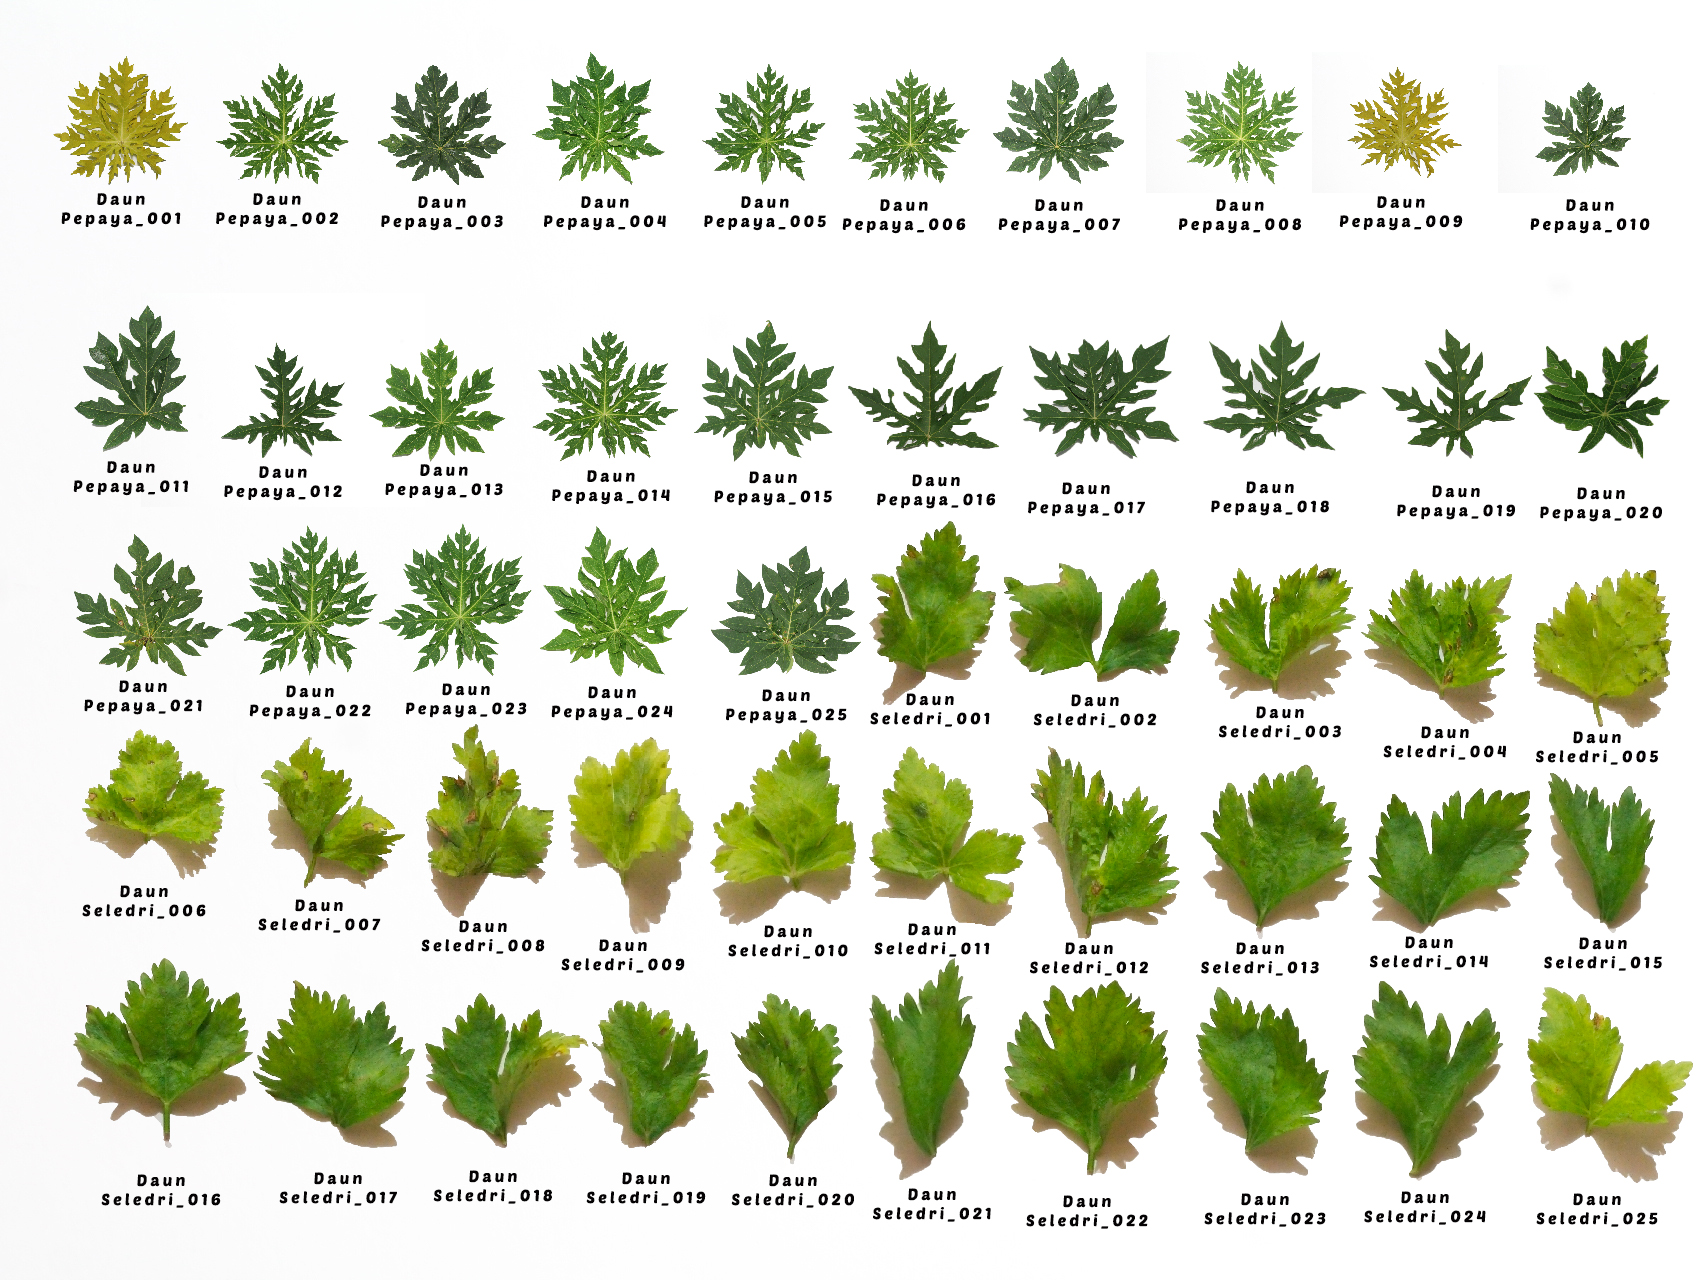 Daun
Pepaya_001
Daun
Pepaya_002
Daun
Pepaya_003
Daun
Pepaya_004
Daun
Pepaya_005
Daun
Pepaya_006
Daun
Pepaya_007
Daun
Pepaya_008
Daun
Pepaya_009
Daun
Pepaya_010
Daun
Pepaya_011
Daun
Pepaya_012
Daun
Pepaya_013
Daun
Pepaya_014
Daun
Pepaya_015
Daun
Pepaya_016
Daun
Pepaya_017
Daun
Pepaya_018
Daun
Pepaya_019
Daun
Pepaya_020
Daun
Pepaya_021
Daun
Pepaya_022
Daun
Pepaya_023
Daun
Pepaya_024
Daun
Pepaya_025
Daun
Seledri_001
Daun
Seledri_002
Daun
Seledri_003
Daun
Seledri_004
Daun
Seledri_005
Daun
Seledri_006
Daun
Seledri_007
Daun
Seledri_008
Daun
Seledri_009
Daun
Seledri_010
Daun
Seledri_011
Daun
Seledri_012
Daun
Seledri_013
Daun
Seledri_014
Daun
Seledri_015
Daun
Seledri_016
Daun
Seledri_017
Daun
Seledri_018
Daun
Seledri_019
Daun
Seledri_020
Daun
Seledri_021
Daun
Seledri_022
Daun
Seledri_023
Daun
Seledri_024
Daun
Seledri_025